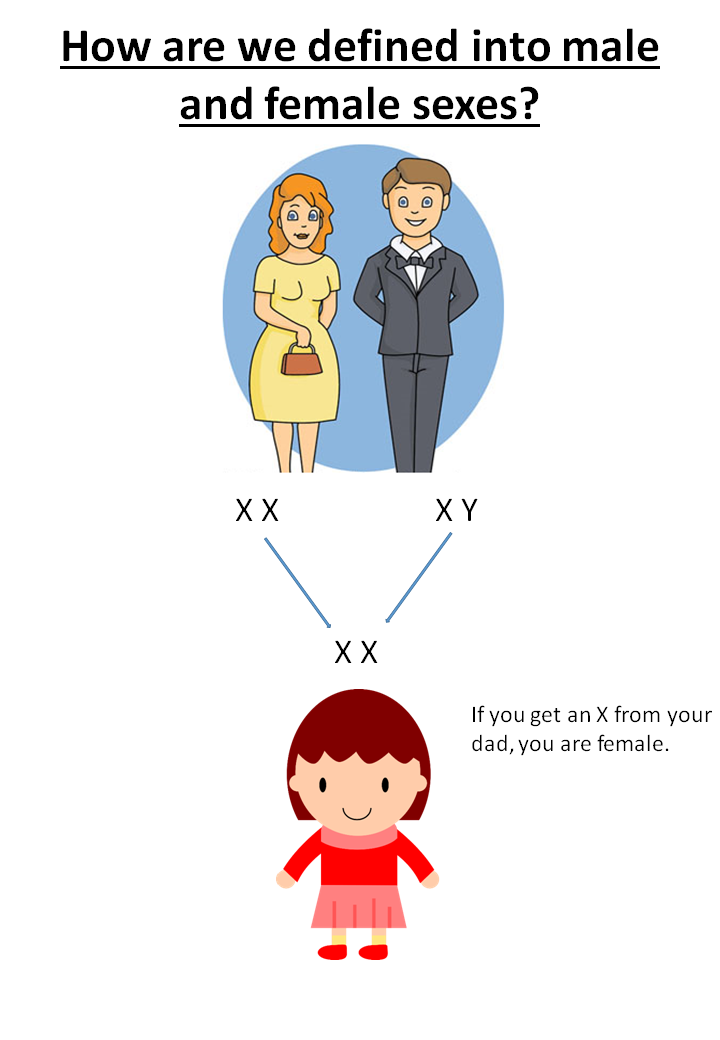 How are we defined into male
and female sexes?
X X
X Y
X X
If you get an X from your
dad, you are female.